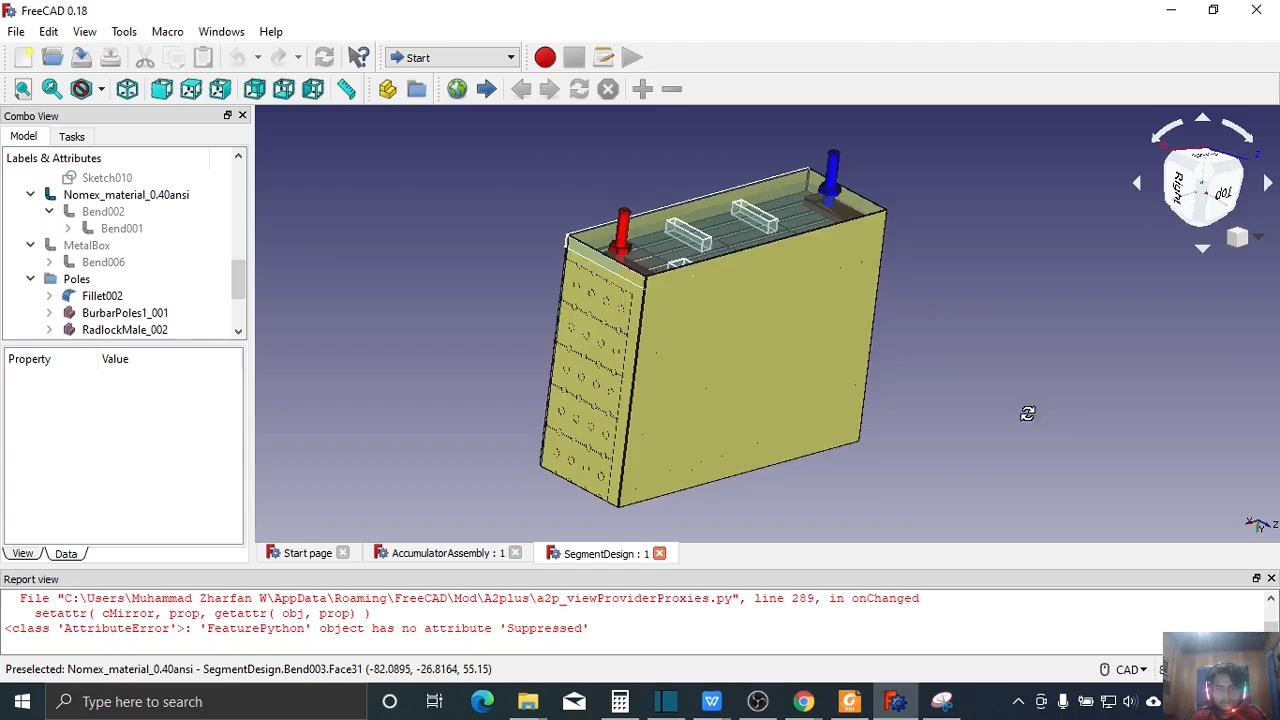 FreeCAD 0.18
File Edit View Tools Macro Windows Help
Start
Combo View
Model Tasks
Labels & Attributes
Sketch010
Nomex_material_0.40ansi
Bend002
Bend001
MetalBox
Bend006
Poles
Fillet002
BurbarPoles1_001
RadlockMale_002
Property Value
Right
Top
View Data
Start page
AccumulatorAssembly : 1
SegmentDesign : 1
Report view
File "C:\Users\Muhammad Zharfan W\AppData\Roaming\FreeCAD\Mod\A2plus\a2p_viewProviderProxies.py", line 289, in onChanged
setattr( cMirror, prop, getattr( obj, prop) )
<class 'AttributeError'>: 'FeaturePython' object has no attribute 'Suppressed'
Preselected: Nomex_material_0.40ansi - SegmentDesign.Bend003.Face31 (-82.0895, -26.8164, 55.15)
CAD
Type here to search